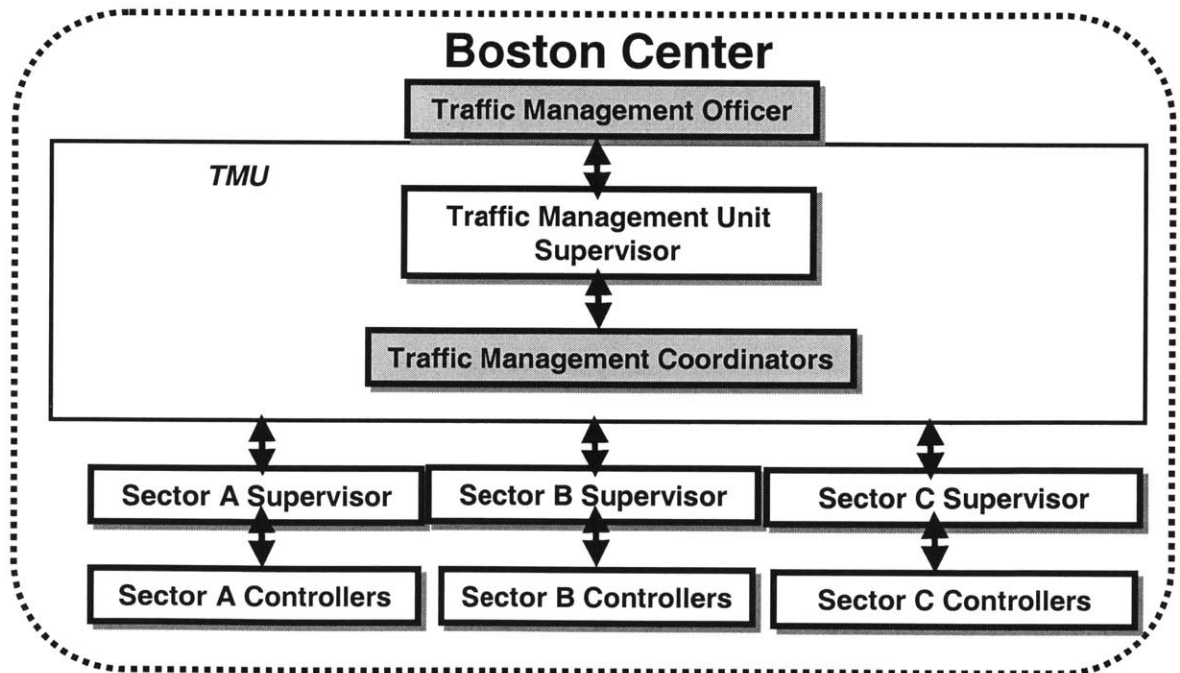 Boston Center
Traffic Management Officer
TMU
Traffic Management Unit
Supervisor
Traffic Management Coordinators
Sector A Supervisor
Sector B Supervisor
Sector C Supervisor
Sector A Controllers
Sector B Controllers
Sector C Controllers